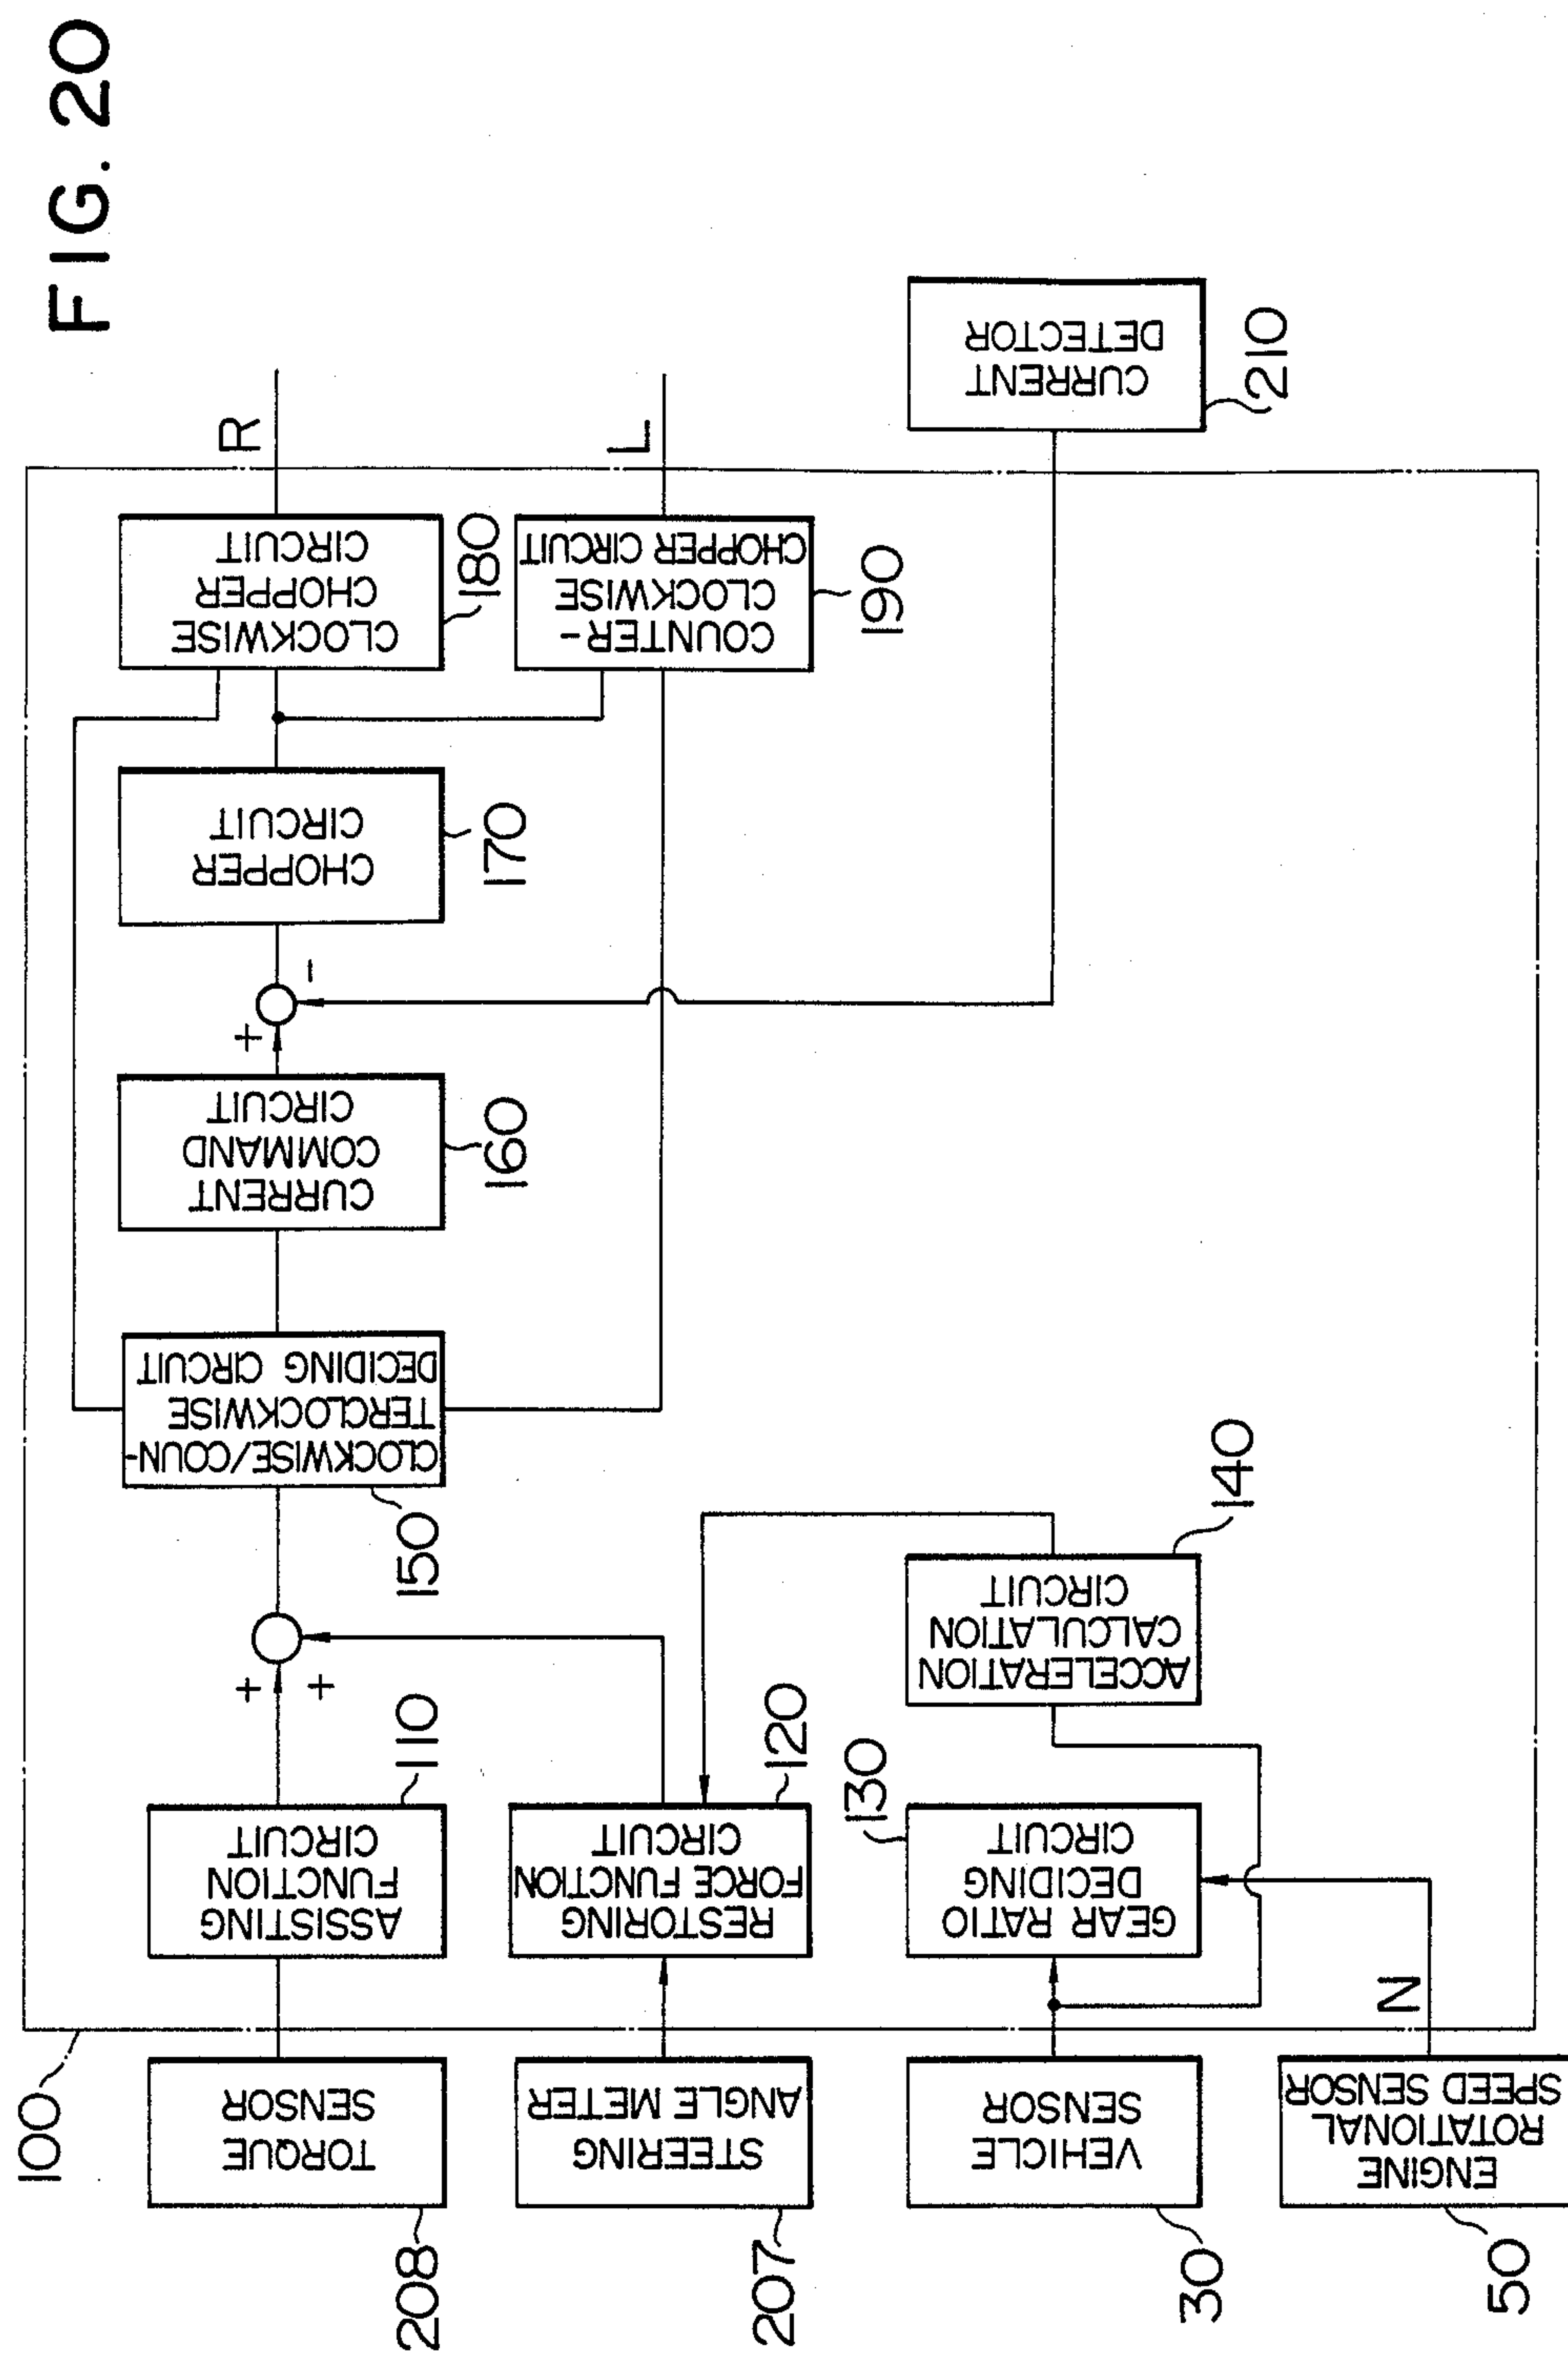 FIG. 20
100
TORQUE
SENSOR
208
STEERING
ANGLE METER
207
VEHICLE
SENSOR
30
ENGINE
ROTATIONAL
SPEED SENSOR
50
N
ASSISTING
FUNCTION
CIRCUIT
110
RESTORING
FORCE FUNCTION
CIRCUIT
120
GEAR RATIO
DECIDING
CIRCUIT
130
ACCELERATION
CALCULATION
CIRCUIT
140
+
+
CLOCKWISE/COUN-
TERCLOCKWISE
DECIDING CIRCUIT
150
CURRENT
COMMAND
CIRCUIT
160
+
-
CHOPPER
CIRCUIT
170
CLOCKWISE
CHOPPER
CIRCUIT
180
COUNTER-
CLOCKWISE
CHOPPER CIRCUIT
190
R
L
CURRENT
DETECTOR
210